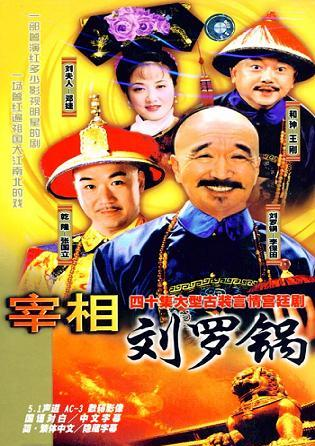 一部曾演红多少影视明星的剧
一场曾红遍祖国大江南北的戏
刘夫人—邓婕
和珅—王刚
乾隆—张国立
刘罗锅—李保田
宰相
四十集大型古装言情宫廷剧
刘罗锅
5.1声道 AC-3 数码影像
国语对白/中文字幕
简·繁体中文/隐藏字幕